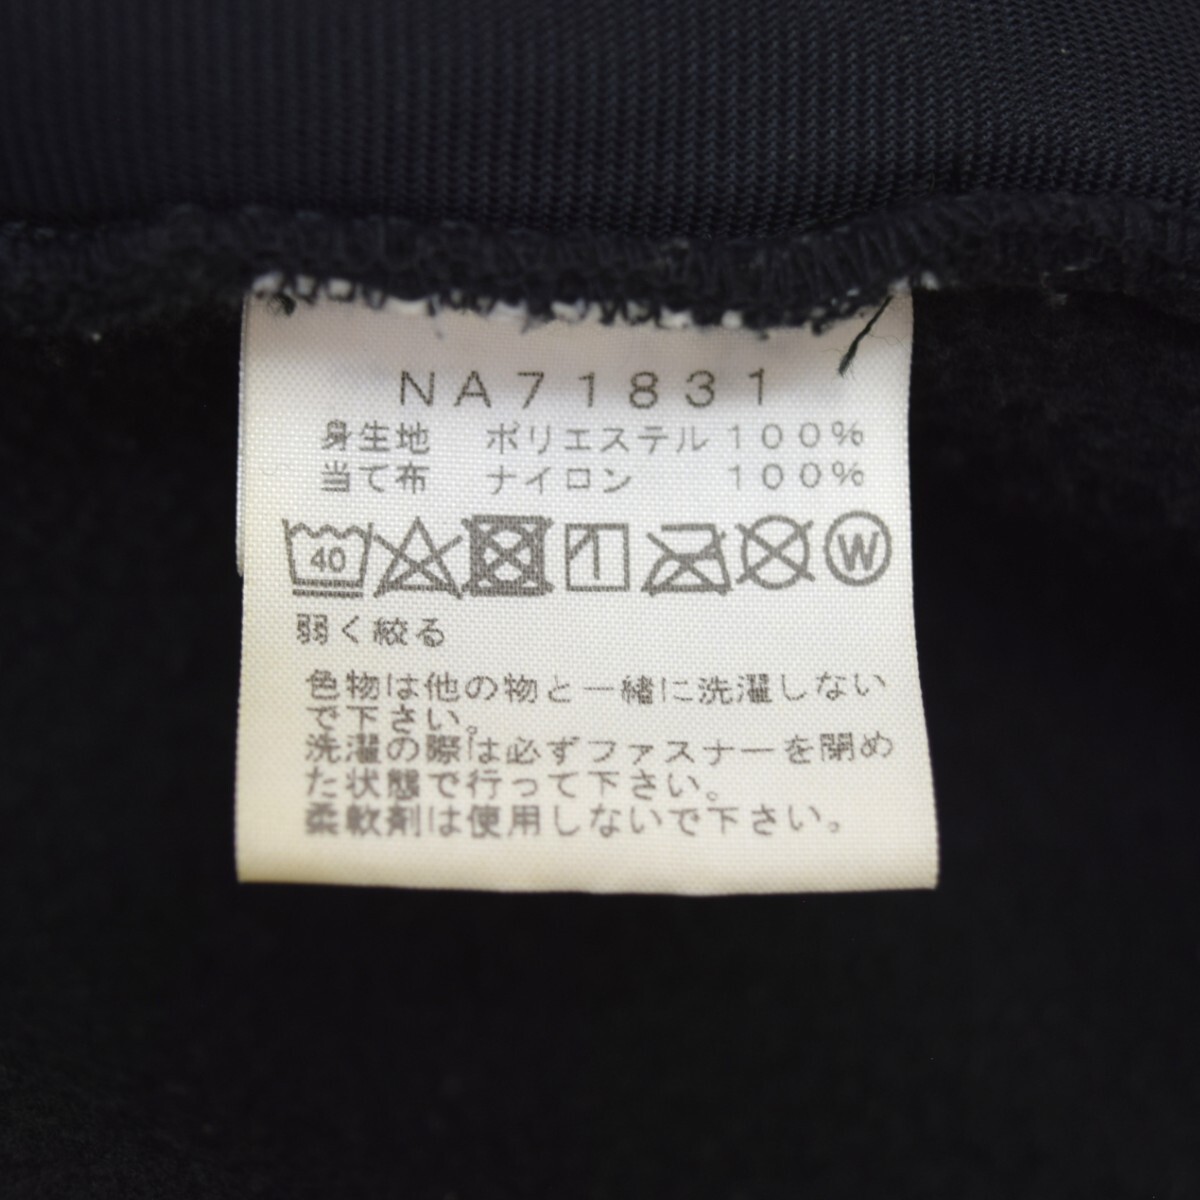 NA71831
身生地 ポリエステル100%
当て布 ナイロン 100%
40 W
弱く絞る
色物は他の物と一緒に洗濯しない
で下さい。
洗濯の際は必ずファスナーを閉め
た状態で行って下さい。
柔軟剤は使用しないで下さい。